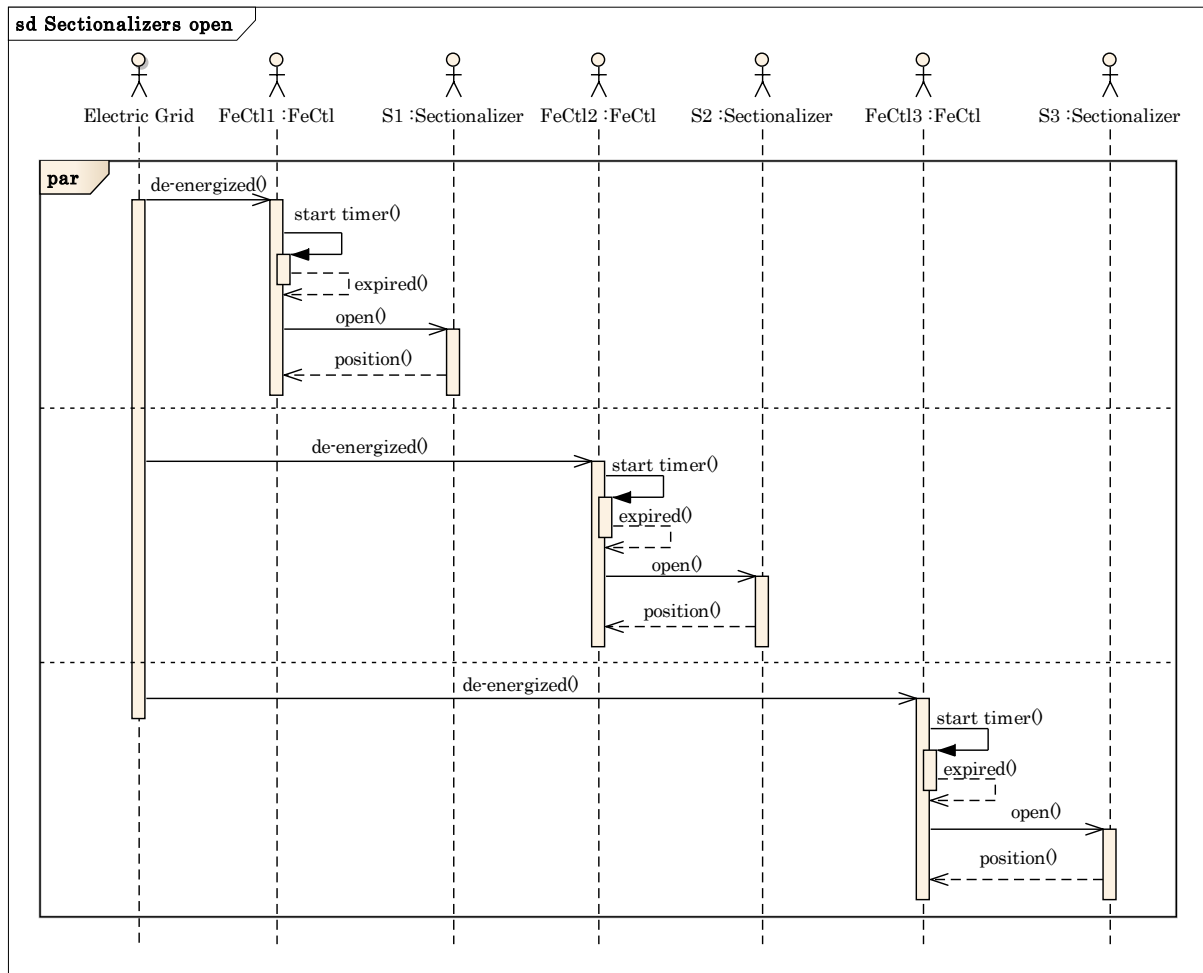 sd Sectionalizers open
Electric Grid
FeCtl1 :FeCtl
S1 :Sectionalizer
FeCtl2 :FeCtl
S2 :Sectionalizer
FeCtl3 :FeCtl
S3 :Sectionalizer
par
de-energized()
start timer()
expired()
open()
position()
de-energized()
start timer()
expired()
open()
position()
de-energized()
start timer()
expired()
open()
position()